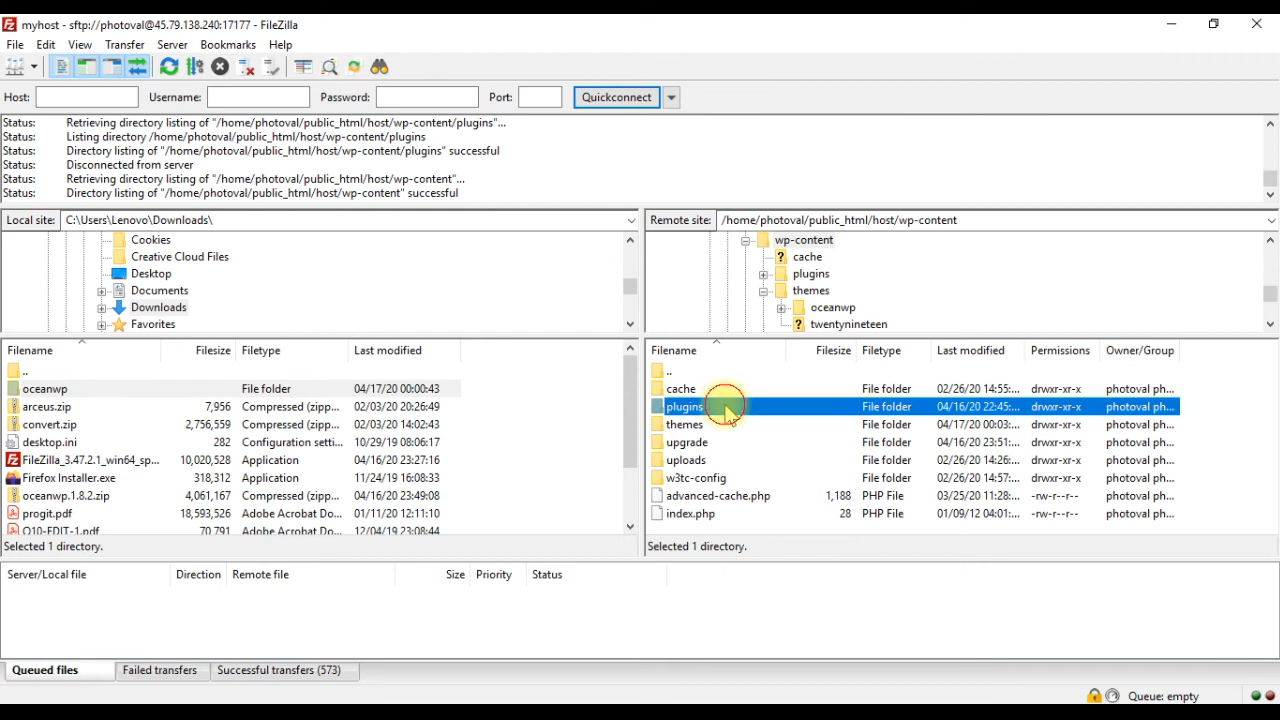 myhost - sftp://photoval@45.79.138.240:17177 - FileZilla
File Edit View Transfer Server Bookmarks Help
Host: Username: Password: Port: Quickconnect
Status: Retrieving directory listing of "/home/photoval/public_html/host/wp-content/plugins"...
Status: Listing directory /home/photoval/public_html/host/wp-content/plugins
Status: Directory listing of "/home/photoval/public_html/host/wp-content/plugins" successful
Status: Disconnected from server
Status: Retrieving directory listing of "/home/photoval/public_html/host/wp-content"...
Status: Directory listing of "/home/photoval/public_html/host/wp-content" successful
Local site: C:\Users\Lenovo\Downloads\
Cookies
Creative Cloud Files
Desktop
Documents
Downloads
Favorites
Filename Filesize Filetype Last modified
..
oceanwp File folder 04/17/20 00:00:43
arceus.zip 7,956 Compressed (zipp... 02/03/20 20:26:49
convert.zip 2,756,559 Compressed (zipp... 02/03/20 14:02:43
desktop.ini 282 Configuration setti... 10/29/19 08:06:17
FileZilla_3.47.2.1_win64_sp... 10,020,528 Application 04/16/20 23:27:16
Firefox Installer.exe 318,312 Application 11/24/19 16:08:33
oceanwp.1.8.2.zip 4,061,167 Compressed (zipp... 04/16/20 23:49:08
progit.pdf 18,593,526 Adobe Acrobat Do... 01/11/20 12:11:10
Q10-EDIT-1.pdf 70,791 Adobe Acrobat Do... 12/04/19 23:08:44
Selected 1 directory.
Remote site: /home/photoval/public_html/host/wp-content
wp-content
cache
plugins
themes
oceanwp
twentynineteen
Filename Filesize Filetype Last modified Permissions Owner/Group
..
cache File folder 02/26/20 14:55:... drwxr-xr-x photoval ph...
plugins File folder 04/16/20 22:45:... drwxr-xr-x photoval ph...
themes File folder 04/17/20 00:03:... drwxr-xr-x photoval ph...
upgrade File folder 04/16/20 23:51:... drwxr-xr-x photoval ph...
uploads File folder 02/26/20 14:26:... drwxr-xr-x photoval ph...
w3tc-config File folder 02/26/20 14:57:... drwxr-xr-x photoval ph...
advanced-cache.php 1,188 PHP File 03/25/20 11:28:... -rw-r--r-- photoval ph...
index.php 28 PHP File 01/09/12 04:01:... -rw-r--r-- photoval ph...
Selected 1 directory.
Server/Local file Direction Remote file Size Priority Status
Queued files Failed transfers Successful transfers (573)
Queue: empty